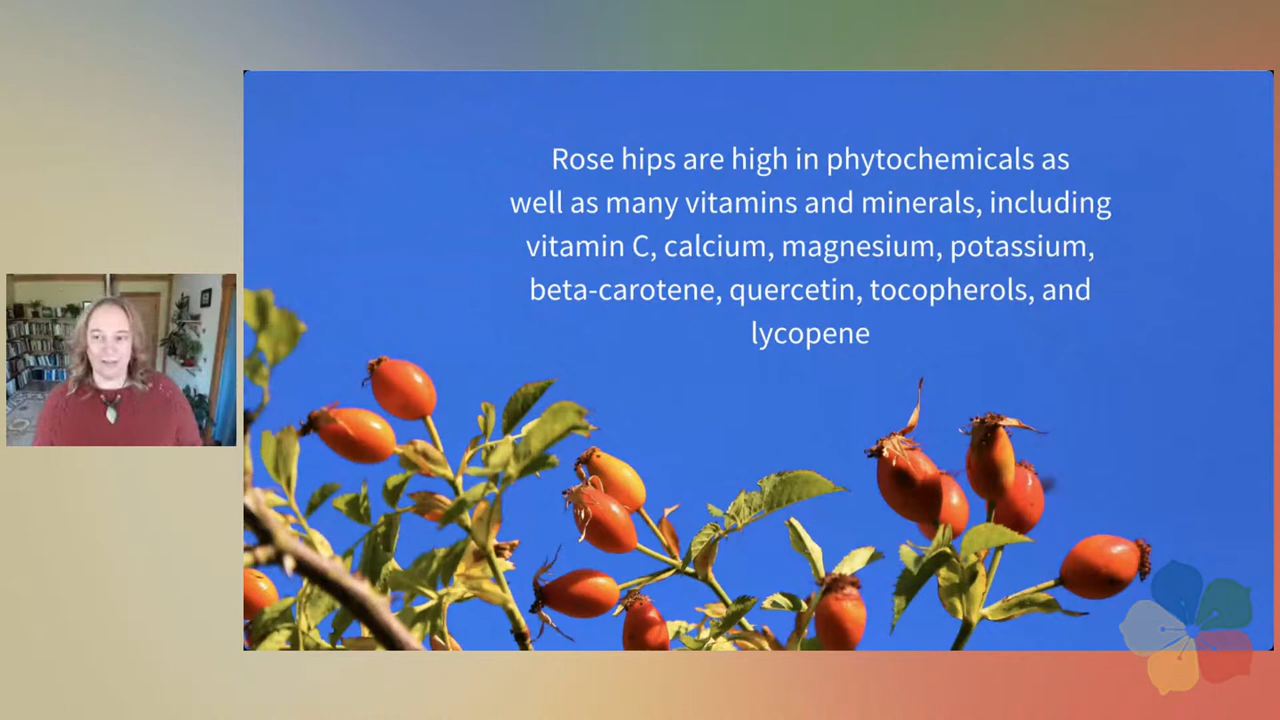 Rose hips are high in phytochemicals as
well as many vitamins and minerals, including
vitamin C, calcium, magnesium, potassium,
beta-carotene, quercetin, tocopherols, and
lycopene